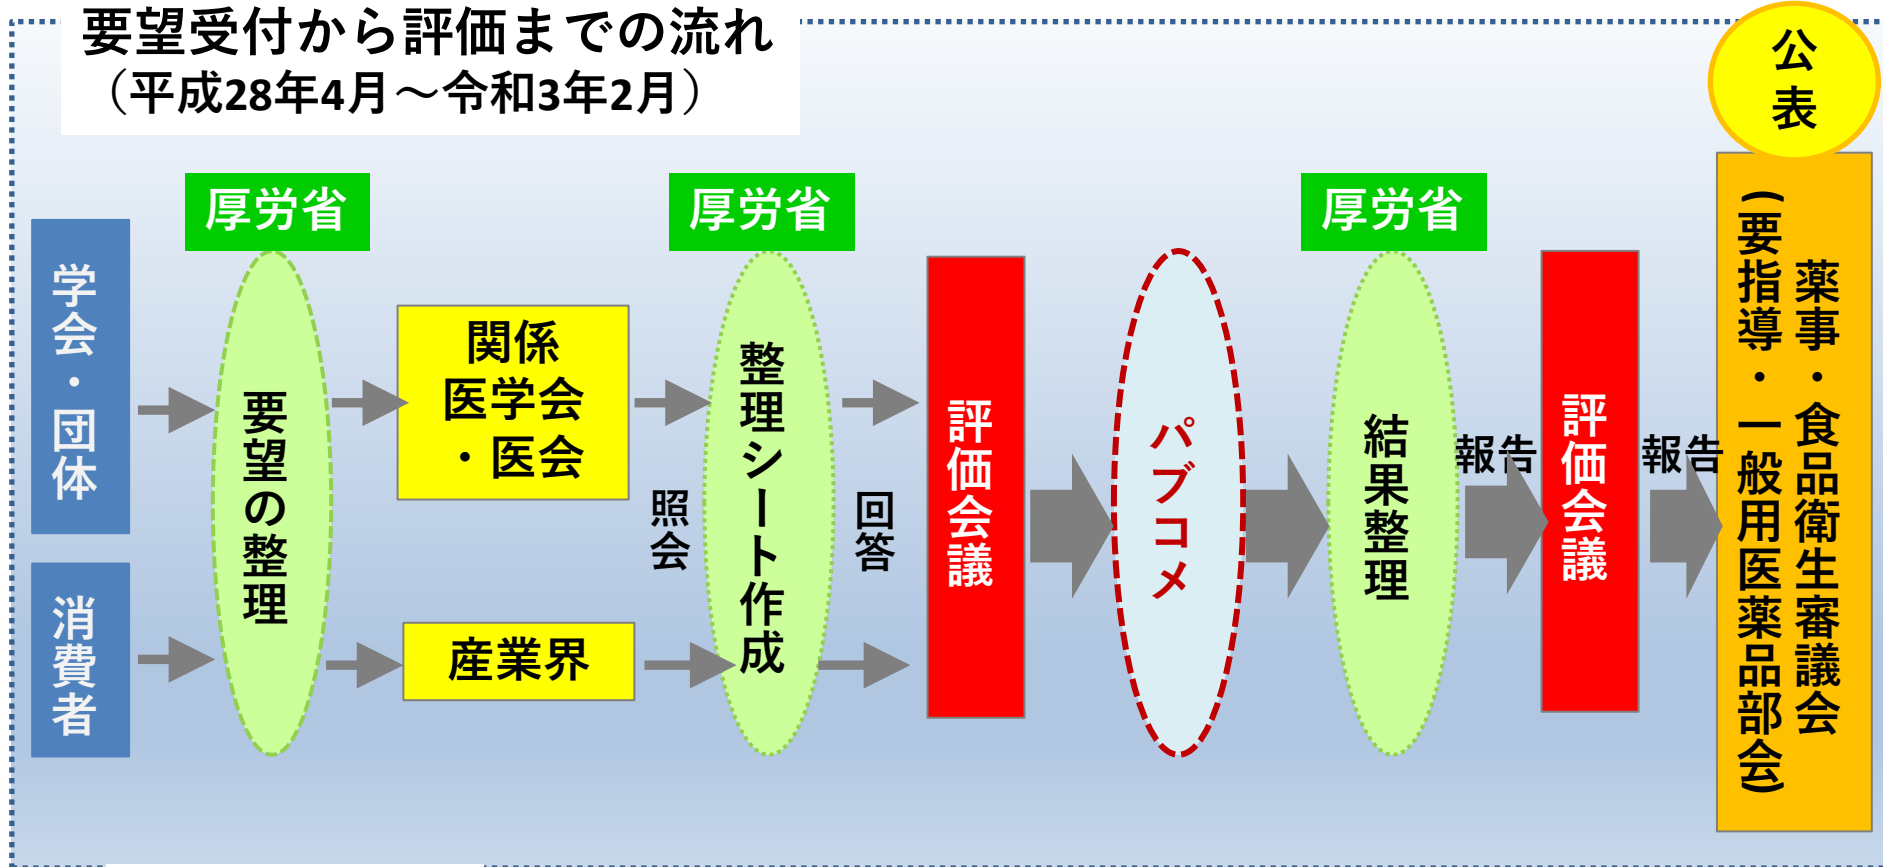 要望受付から評価までの流れ
（平成28年4月～令和3年2月）
公
表
厚労省
厚労省
厚労省
学会・団体
消費者
要望の整理
関係
医学会
・医会
産業界
照会
整理シート作成
回答
評価会議
パブコメ
結果整理
報告
評価会議
報告
薬事・食品衛生審議会
(要指導・一般用医薬品部会)